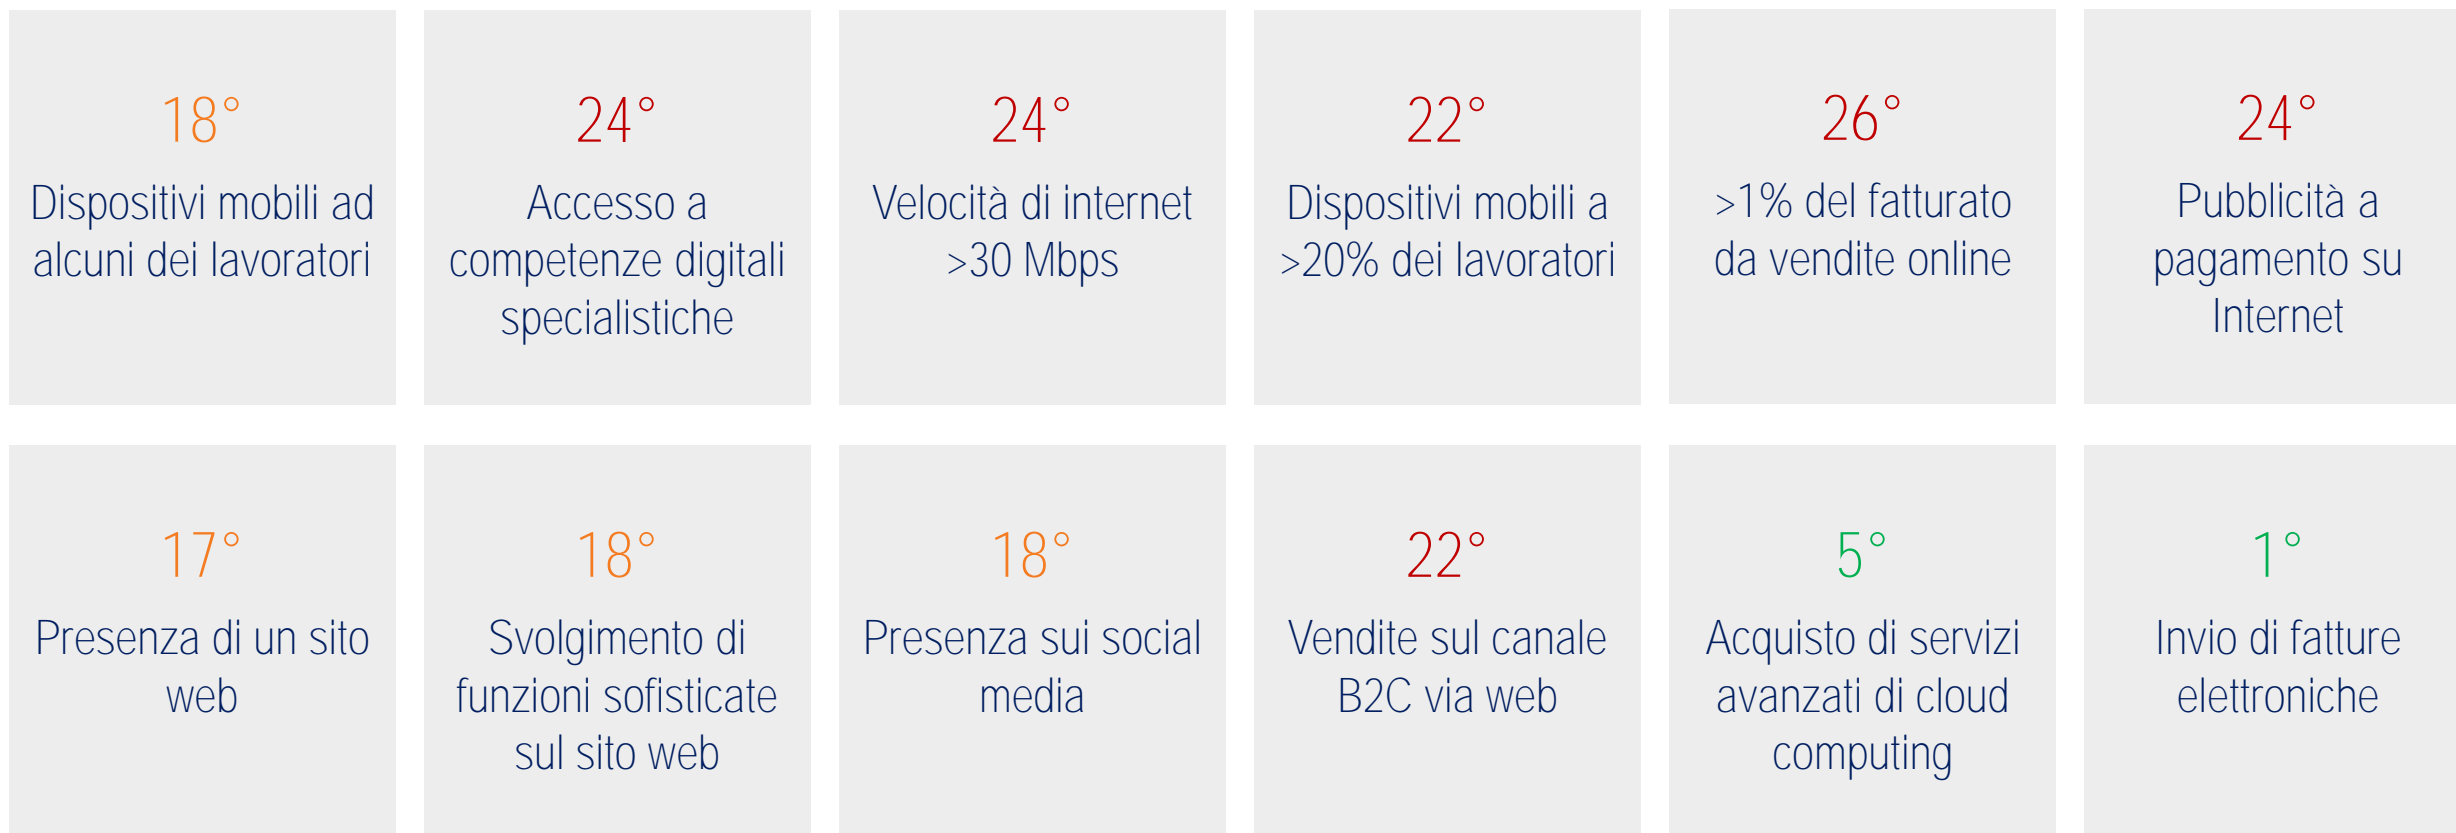 18°
Dispositivi mobili ad
alcuni dei lavoratori
24°
Accesso a
competenze digitali
specialistiche
24°
Velocità di internet
>30 Mbps
22°
Dispositivi mobili a
>20% dei lavoratori
26°
>1% del fatturato
da vendite online
24°
Pubblicità a
pagamento su
Internet
17°
Presenza di un sito
web
18°
Svolgimento di
funzioni sofisticate
sul sito web
18°
Presenza sui social
media
22°
Vendite sul canale
B2C via web
5°
Acquisto di servizi
avanzati di cloud
computing
1°
Invio di fatture
elettroniche